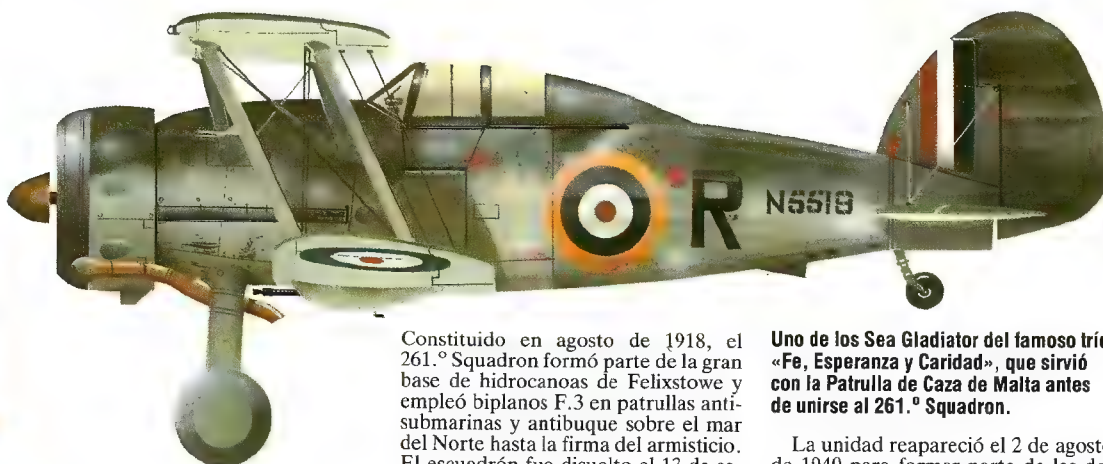 R
N5519
Constituido en agosto de 1918, el
261.º Squadron formó parte de la gran
base de hidrocanoas de Felixstowe y
empleó biplanos F.3 en patrullas anti-
submarinas y antibuque sobre el mar
del Norte hasta la firma del armisticio.
Uno de los Sea Gladiator del famoso
«Fe, Esperanza y Caridad», que sirvió
con la Patrulla de Caza de Malta antes
de unirse al 261.º Squadron.
La unidad reapareció el 2 de agosto